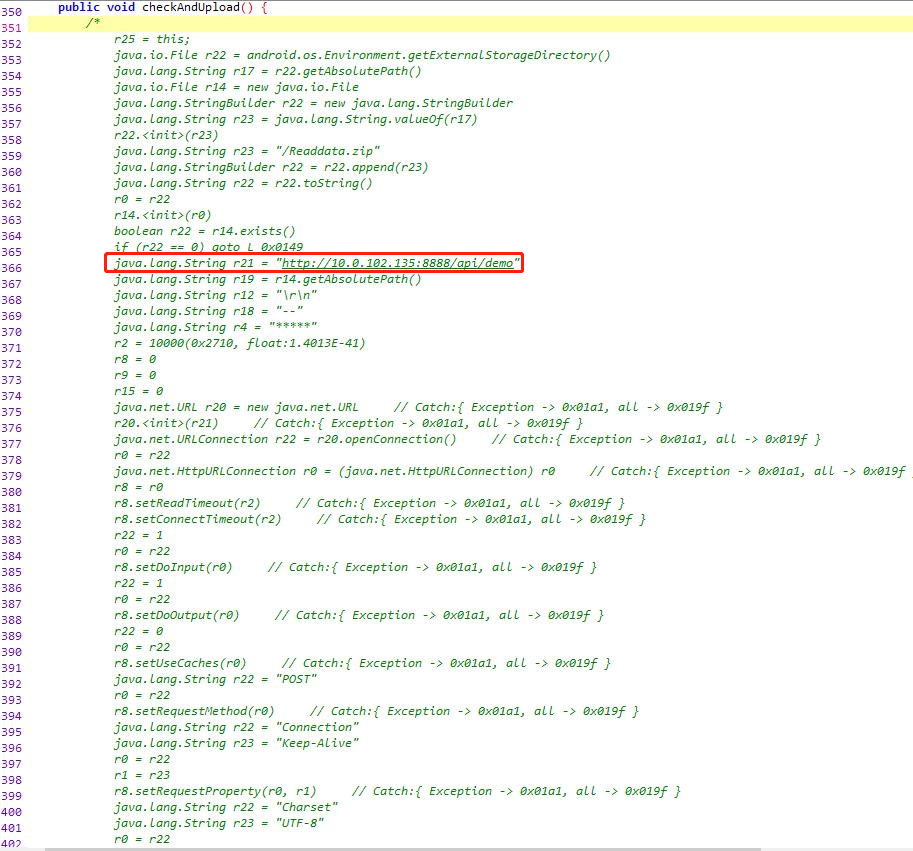 350 public void checkAndUpload() {
351 /*
352 r25 = this;
353 java.io.File r22 = android.os.Environment.getExternalStorageDirectory()
354 java.lang.String r17 = r22.getAbsolutePath()
355 java.io.File r14 = new java.io.File
356 java.lang.StringBuilder r22 = new java.lang.StringBuilder
357 java.lang.String r23 = java.lang.String.valueOf(r17)
358 r22.<init>(r23)
359 java.lang.String r23 = "/Readdata.zip"
360 java.lang.StringBuilder r22 = r22.append(r23)
361 java.lang.String r22 = r22.toString()
362 r0 = r22
363 r14.<init>(r0)
364 boolean r22 = r14.exists()
365 if (r22 == 0) goto L_0x0149
366 java.lang.String r21 = "http://10.0.102.135:8888/api/demo"
367 java.lang.String r19 = r14.getAbsolutePath()
368 java.lang.String r12 = "\r\n"
369 java.lang.String r18 = "--"
370 java.lang.String r4 = "*****"
371 r2 = 10000(0x2710, float:1.4013E-41)
372 r8 = 0
373 r9 = 0
374 r15 = 0
375 java.net.URL r20 = new java.net.URL // Catch:{ Exception -> 0x01a1, all -> 0x019f }
376 r20.<init>(r21) // Catch:{ Exception -> 0x01a1, all -> 0x019f }
377 java.net.URLConnection r22 = r20.openConnection() // Catch:{ Exception -> 0x01a1, all -> 0x019f }
378 r0 = r22
379 java.net.HttpURLConnection r0 = (java.net.HttpURLConnection) r0 // Catch:{ Exception -> 0x01a1, all -> 0x019f }
380 r8 = r0
381 r8.setReadTimeout(r2) // Catch:{ Exception -> 0x01a1, all -> 0x019f }
382 r8.setConnectTimeout(r2) // Catch:{ Exception -> 0x01a1, all -> 0x019f }
383 r22 = 1
384 r0 = r22
385 r8.setDoInput(r0) // Catch:{ Exception -> 0x01a1, all -> 0x019f }
386 r22 = 1
387 r0 = r22
388 r8.setDoOutput(r0) // Catch:{ Exception -> 0x01a1, all -> 0x019f }
389 r22 = 0
390 r0 = r22
391 r8.setUseCaches(r0) // Catch:{ Exception -> 0x01a1, all -> 0x019f }
392 java.lang.String r22 = "POST"
393 r0 = r22
394 r8.setRequestMethod(r0) // Catch:{ Exception -> 0x01a1, all -> 0x019f }
395 java.lang.String r22 = "Connection"
396 java.lang.String r23 = "Keep-Alive"
397 r0 = r22
398 r1 = r23
399 r8.setRequestProperty(r0, r1) // Catch:{ Exception -> 0x01a1, all -> 0x019f }
400 java.lang.String r22 = "Charset"
401 java.lang.String r23 = "UTF-8"
402 r0 = r22